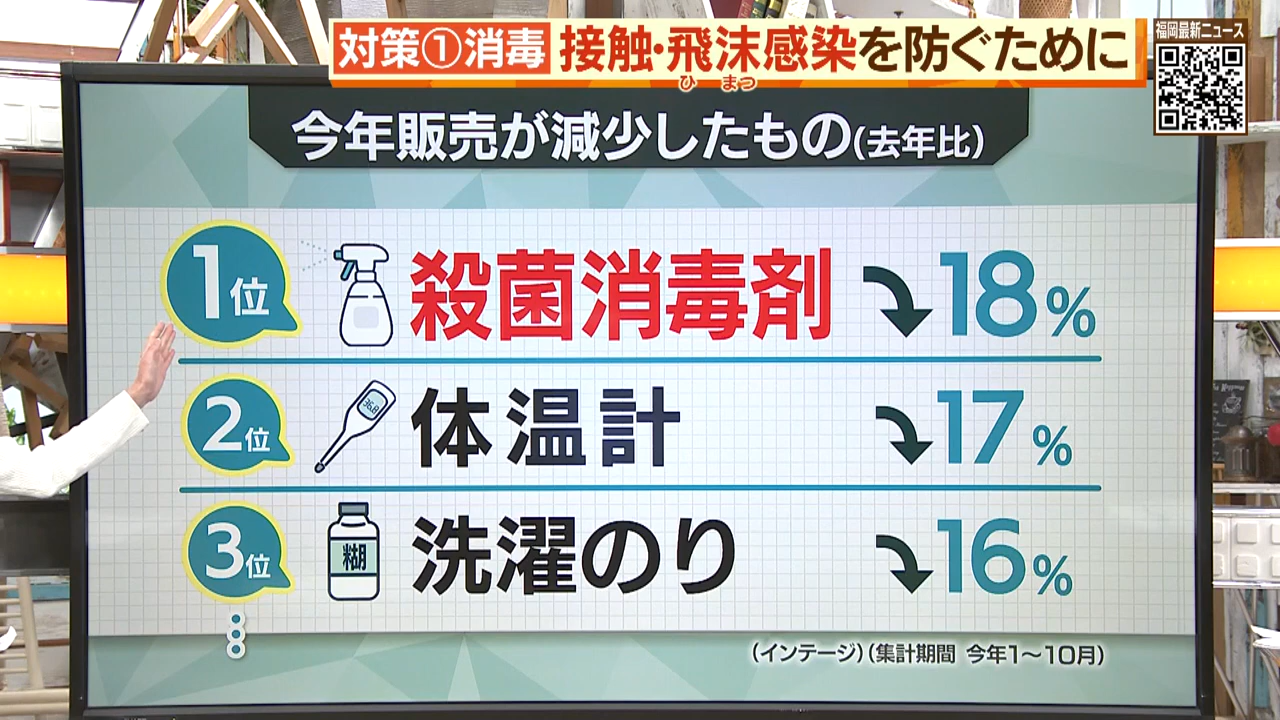 対策①消毒 接触・飛沫感染を防ぐために
ひ まつ
福岡最新ニュース
今年販売が減少したもの(去年比)
1位 殺菌消毒剤 18%
2位 36.8 体温計 17%
3位 糊 洗濯のり 16%
(インテージ)(集計期間 今年1~10月)